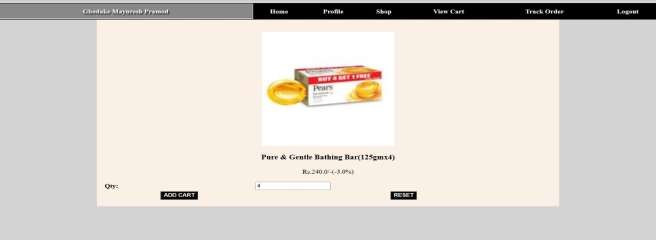 Ghodake Mayuresh Pramod
Home Profile Shop View Cart Track Order Logout
BUY 4 GET 1 FREE
Pears
Pure & Gentle Bathing Bar(125gmx4)
Rs.240.0/-(-3.0%)
Qty: 4
ADD CART RESET